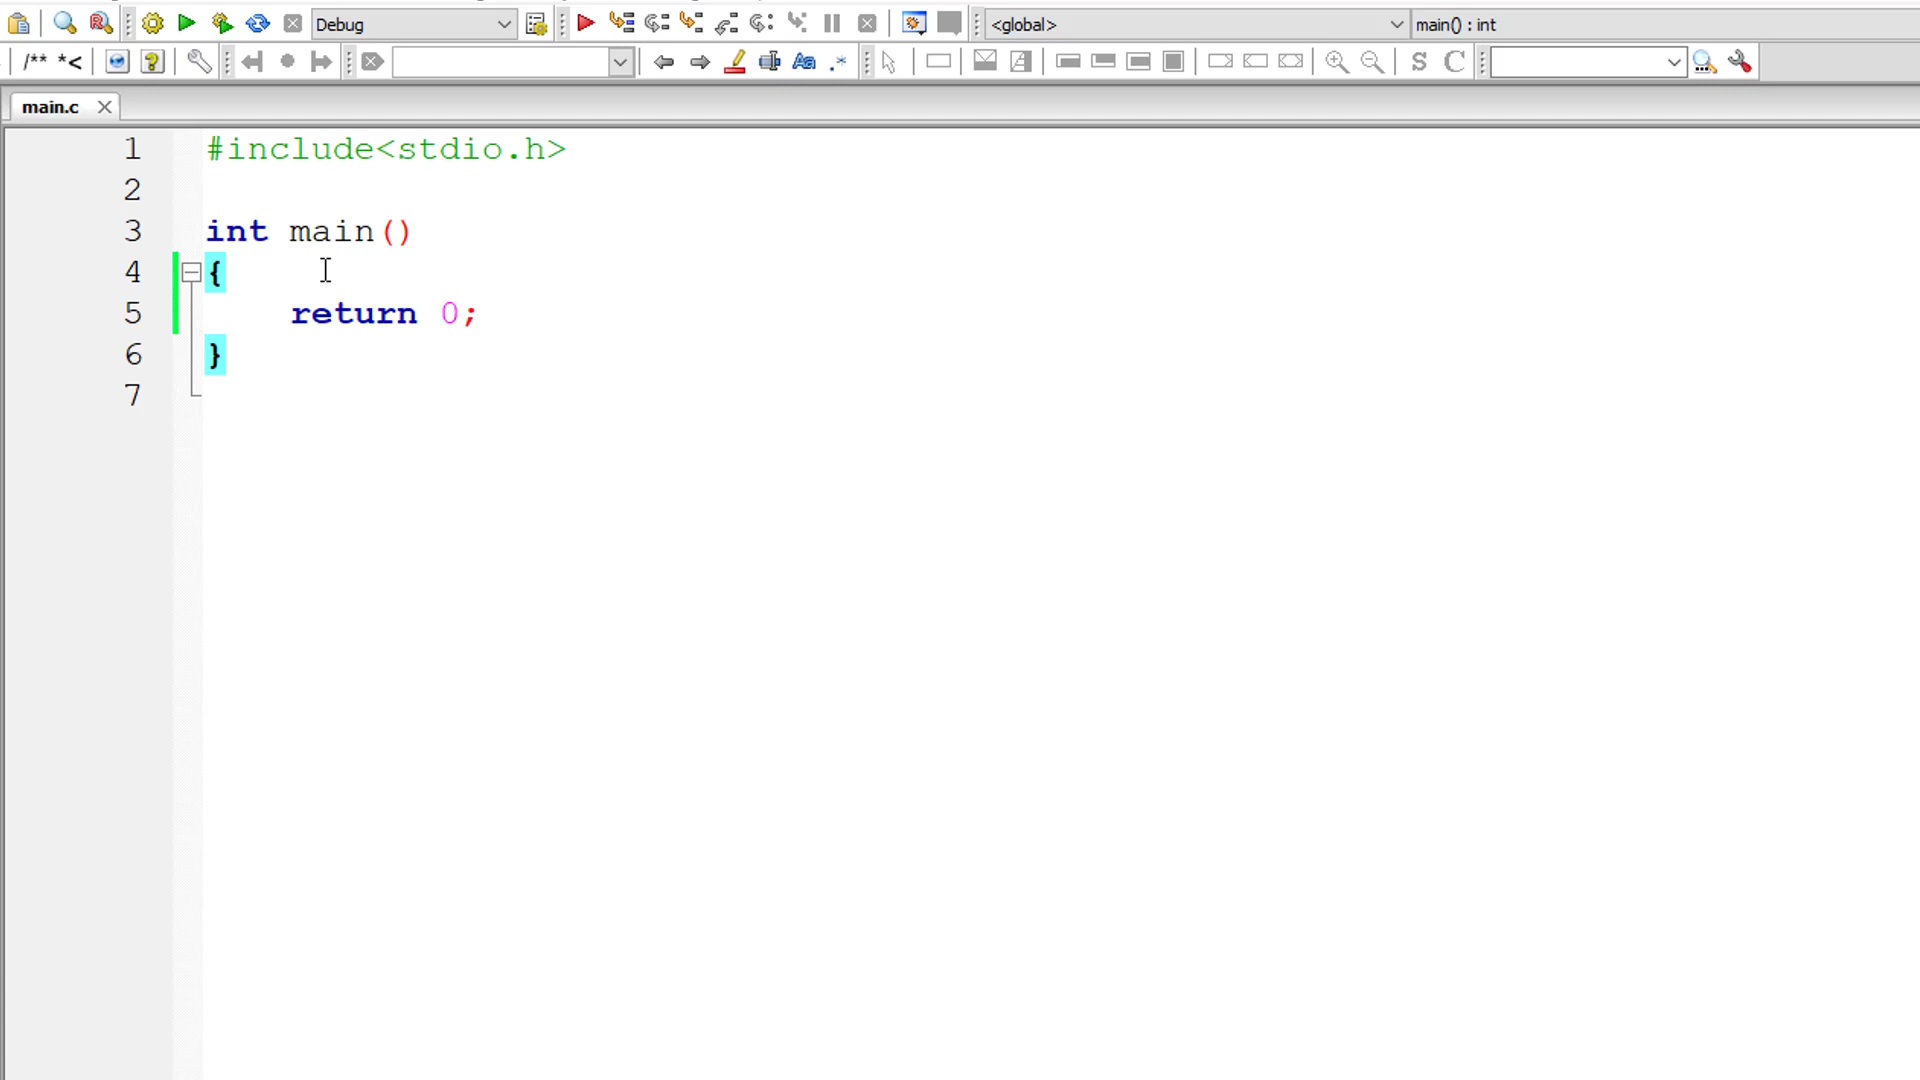 Debug
<global>
main() : int
/** *<
main.c
1 #include<stdio.h>
2
3 int main()
4 {
5 return 0;
6 }
7